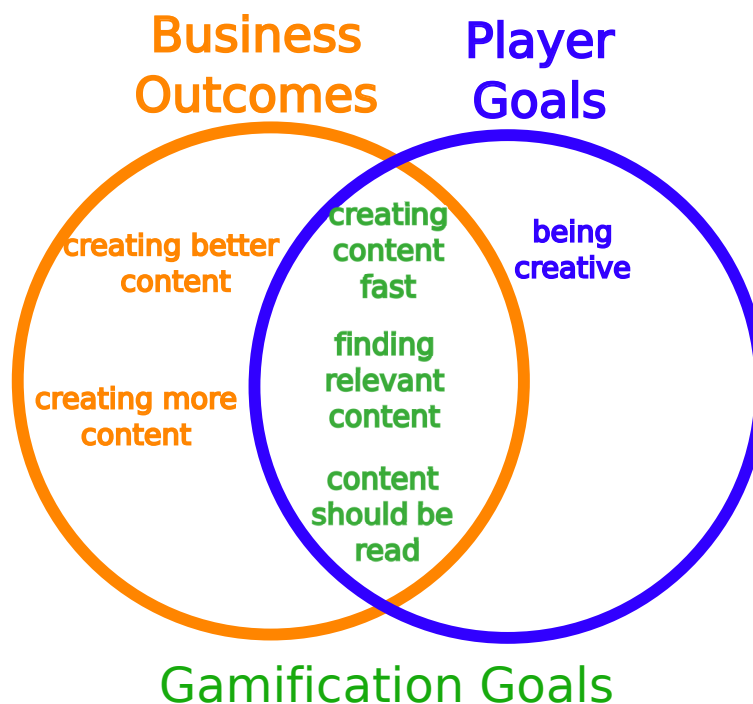 Business
Outcomes
Player
Goals
creating better
content
creating more
content
creating
content
fast
finding
relevant
content
content
should be
read
being
creative
Gamification Goals